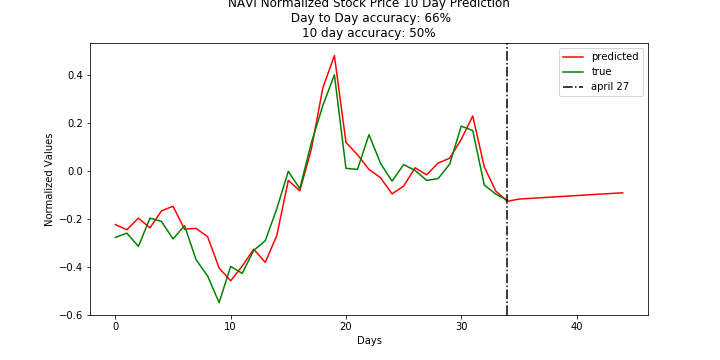 NAVI Normalized Stock Price 10 Day Prediction
Day to Day accuracy: 66%
10 day accuracy: 50%
predicted
true
april 27
Normalized Values
0.4
0.2
0.0
−0.2
−0.4
−0.6
0 10 20 30 40
Days